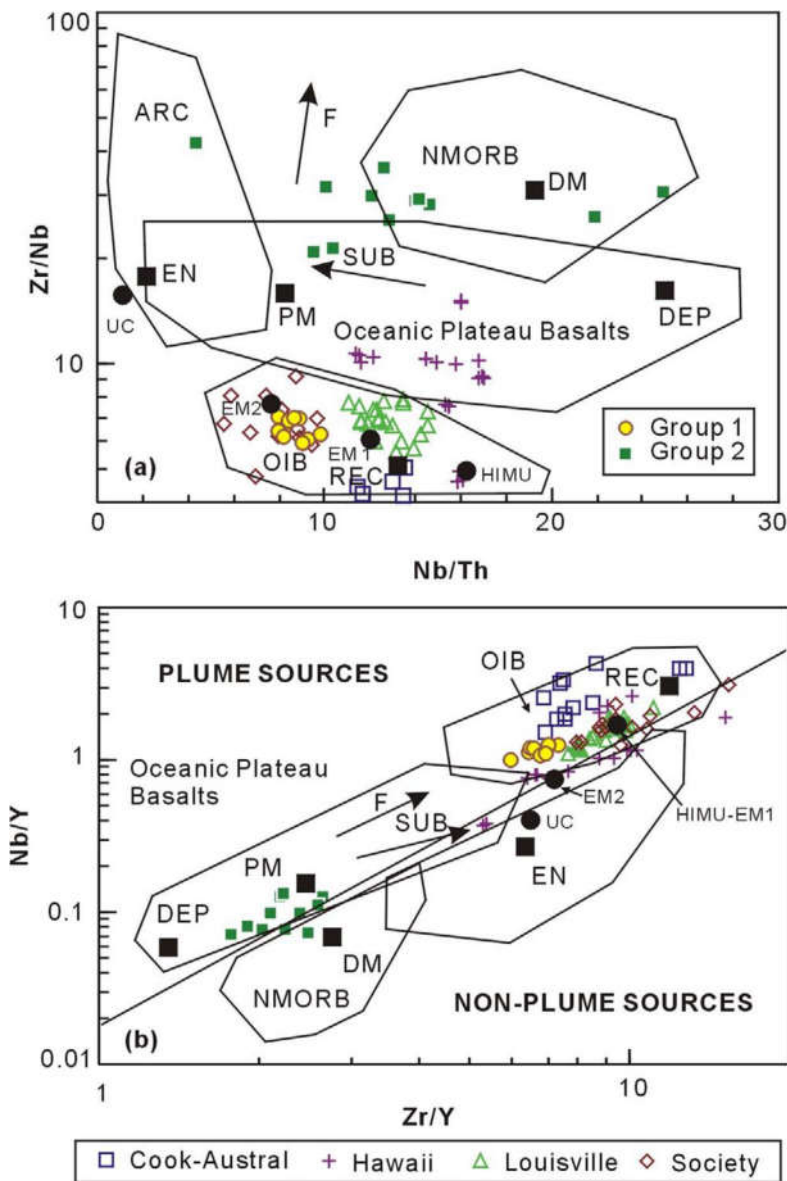 100
ARC
F
NMORB
DM
Zr/Nb
SUB
EN
PM
DEP
UC
Oceanic Plateau Basalts
10
EM2
EM1
OIB
REC
HIMU
Group 1
Group 2
(a)
0
10
20
30
Nb/Th
10
PLUME SOURCES
OIB
REC
1
Oceanic Plateau
Basalts
F
SUB
EM2
UC
HIMU-EM1
EN
Nb/Y
PM
0.1
DEP
DM
NMORB
NON-PLUME SOURCES
(b)
0.01
1
10
Zr/Y
Cook-Austral
Hawaii
Louisville
Society